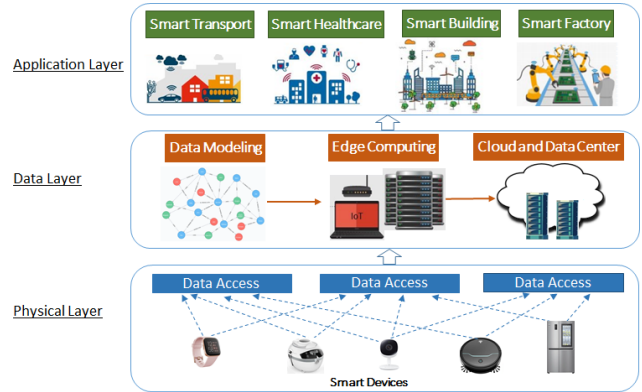 Smart Transport
Smart Healthcare
Smart Building
Smart Factory
Application Layer
Data Modeling
Edge Computing
Cloud and Data Center
Data Layer
IoT
Data Access
Data Access
Data Access
Physical Layer
Smart Devices